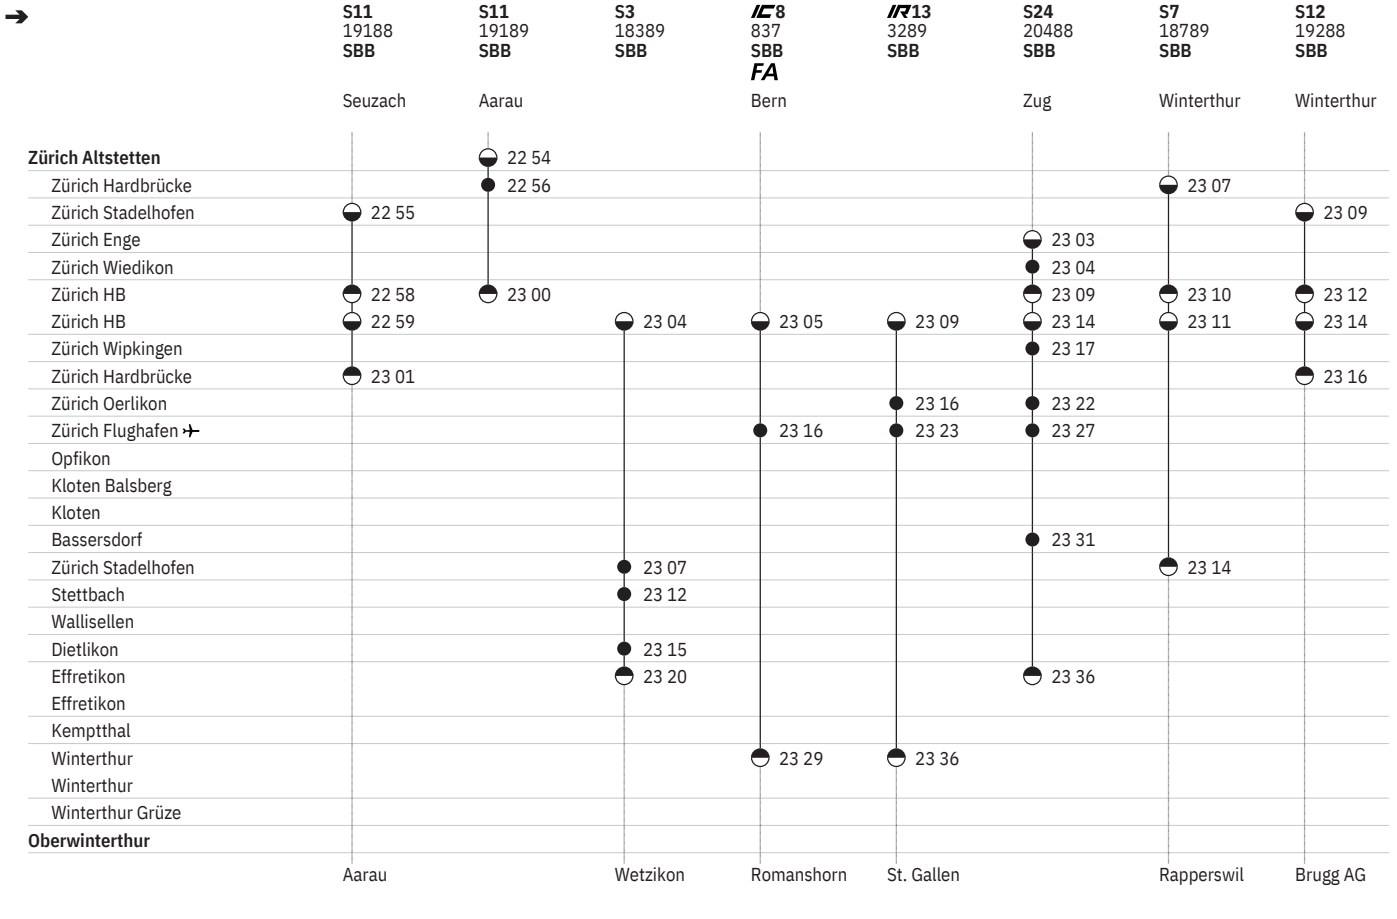 ➔ S11 S11 S3 IC8 IR13 S24 S7 S12
19188 19189 18389 837 3289 20488 18789 19288
SBB SBB SBB SBB SBB SBB SBB SBB
FA
Seuzach Aarau Bern Zug Winterthur Winterthur
Zürich Altstetten 22 54
Zürich Hardbrücke 22 56 23 07
Zürich Stadelhofen 22 55 23 09
Zürich Enge 23 03
Zürich Wiedikon 23 04
Zürich HB 22 58 23 00 23 09 23 10 23 12
Zürich HB 22 59 23 04 23 05 23 09 23 14 23 11 23 14
Zürich Wipkingen 23 17
Zürich Hardbrücke 23 01 23 16
Zürich Oerlikon 23 16 23 22
Zürich Flughafen 23 16 23 23 23 27
Opfikon
Kloten Balsberg
Kloten
Bassersdorf 23 31
Zürich Stadelhofen 23 07 23 14
Stettbach 23 12
Wallisellen
Dietlikon 23 15
Effretikon 23 20 23 36
Effretikon
Kemptthal
Winterthur 23 29 23 36
Winterthur
Winterthur Grüze
Oberwinterthur
Aarau Wetzikon Romanshorn St. Gallen Rapperswil Brugg AG